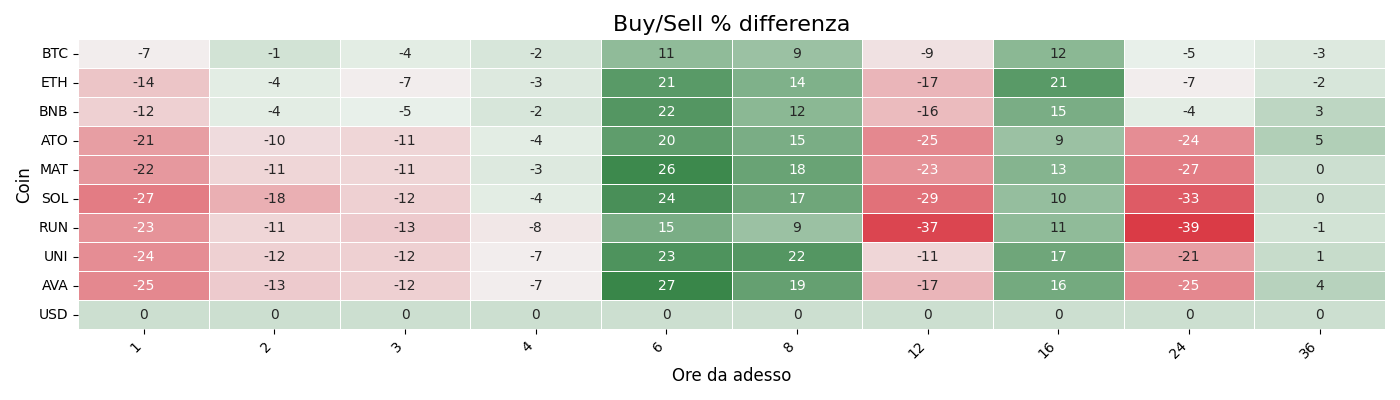 Buy/Sell % differenza
Coin
BTC -7 -1 -4 -2 11 9 -9 12 -5 -3
ETH -14 -4 -7 -3 21 14 -17 21 -7 -2
BNB -12 -4 -5 -2 22 12 -16 15 -4 3
ATO -21 -10 -11 -4 20 15 -25 9 -24 5
MAT -22 -11 -11 -3 26 18 -23 13 -27 0
SOL -27 -18 -12 -4 24 17 -29 10 -33 0
RUN -23 -11 -13 -8 15 9 -37 11 -39 -1
UNI -24 -12 -12 -7 23 22 -11 17 -21 1
AVA -25 -13 -12 -7 27 19 -17 16 -25 4
USD 0 0 0 0 0 0 0 0 0 0
1 2 3 4 6 8 12 16 24 36
Ore da adesso